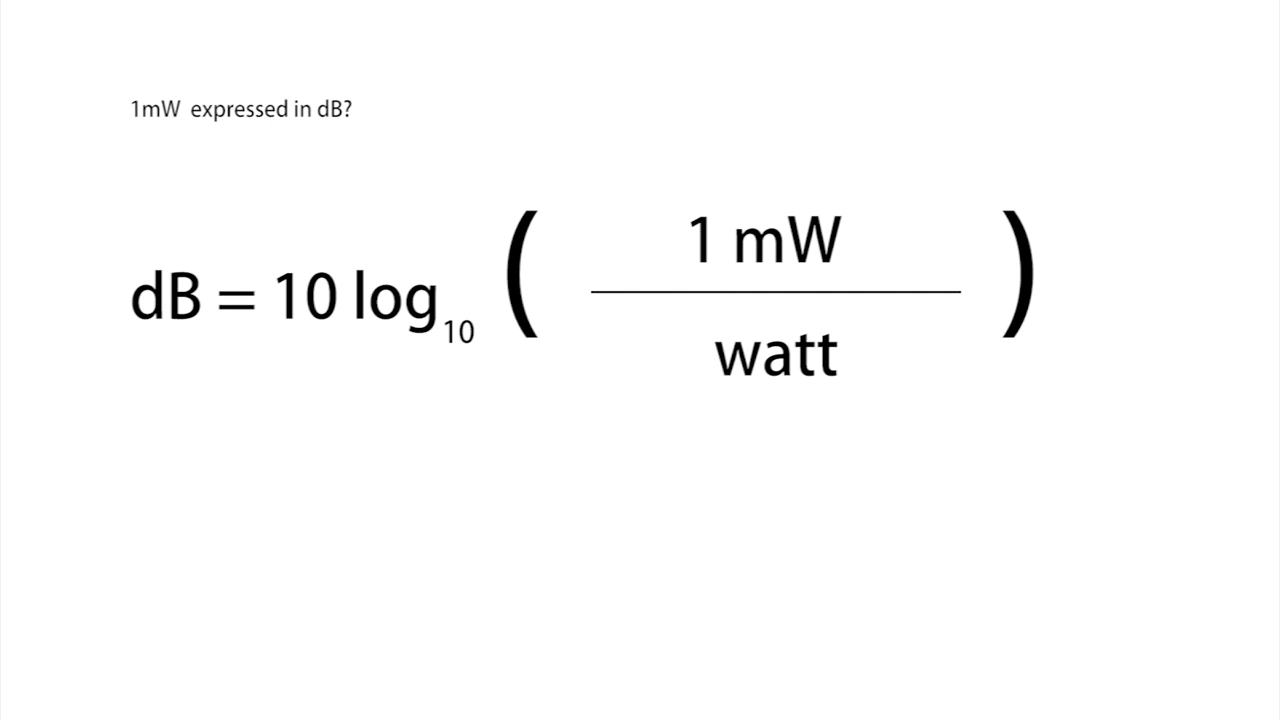 1mW expressed in dB?
dB = 10 log10 ( 1 mW
watt )